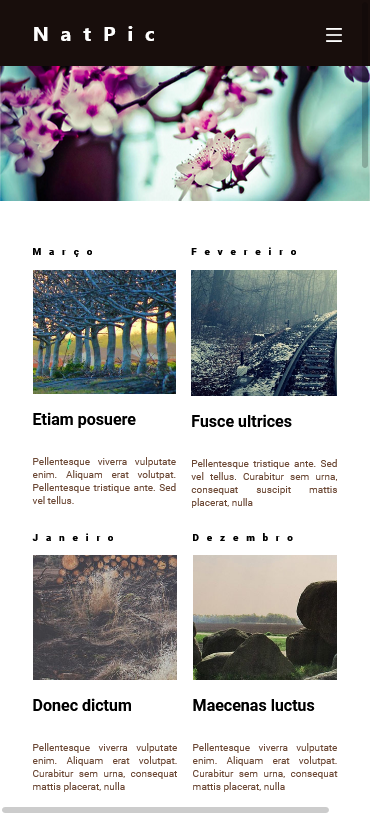 NatPic
Março
Fevereiro
Etiam posuere
Fusce ultrices
Pellentesque viverra vulputate
enim. Aliquam erat volutpat.
Pellentesque tristique ante. Sed
vel tellus.
Pellentesque tristique ante. Sed
vel tellus. Curabitur sem urna,
consequat suscipit mattis
placerat, nulla
Janeiro
Dezembro
Donec dictum
Maecenas luctus
Pellentesque viverra vulputate
enim. Aliquam erat volutpat.
Curabitur sem urna, consequat
mattis placerat, nulla
Pellentesque viverra vulputate
enim. Aliquam erat volutpat.
Curabitur sem urna, consequat
mattis placerat, nulla